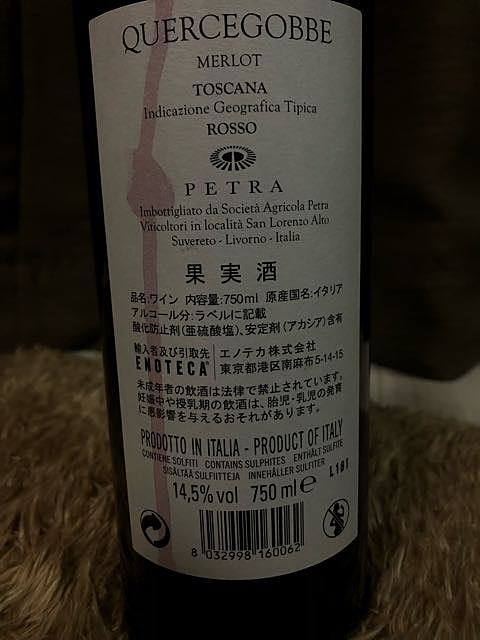 QUERCEGOBBE
MERLOT
TOSCANA
Indicazione Geografica Tipica
ROSSO
PETRA
Imbottigliato da Società Agricola Petra
Viticoltori in località San Lorenzo Alto
Suvereto - Livorno - Italia
果実酒
品名:ワイン 内容量:750ml 原産国名:イタリア
アルコール分:ラベルに記載
酸化防止剤(亜硫酸塩)、安定剤(アカシア)含有
輸入者及び引取先 エノテカ株式会社
ENOTECA 東京都港区南麻布5-14-15
未成年者の飲酒は法律で禁止されています。
妊娠中や授乳期の飲酒は、胎児・乳児の発育
に悪影響を与えるおそれがあります。
PRODOTTO IN ITALIA - PRODUCT OF ITALY
CONTIENE SOLFITI CONTAINS SULPHITES ENTHÄLT SULFITE
SISÄLTÄÄ SULFIITTEJA INNEHÅLLER SULFITER L181
14,5% vol 750 ml e
8 032998 160062